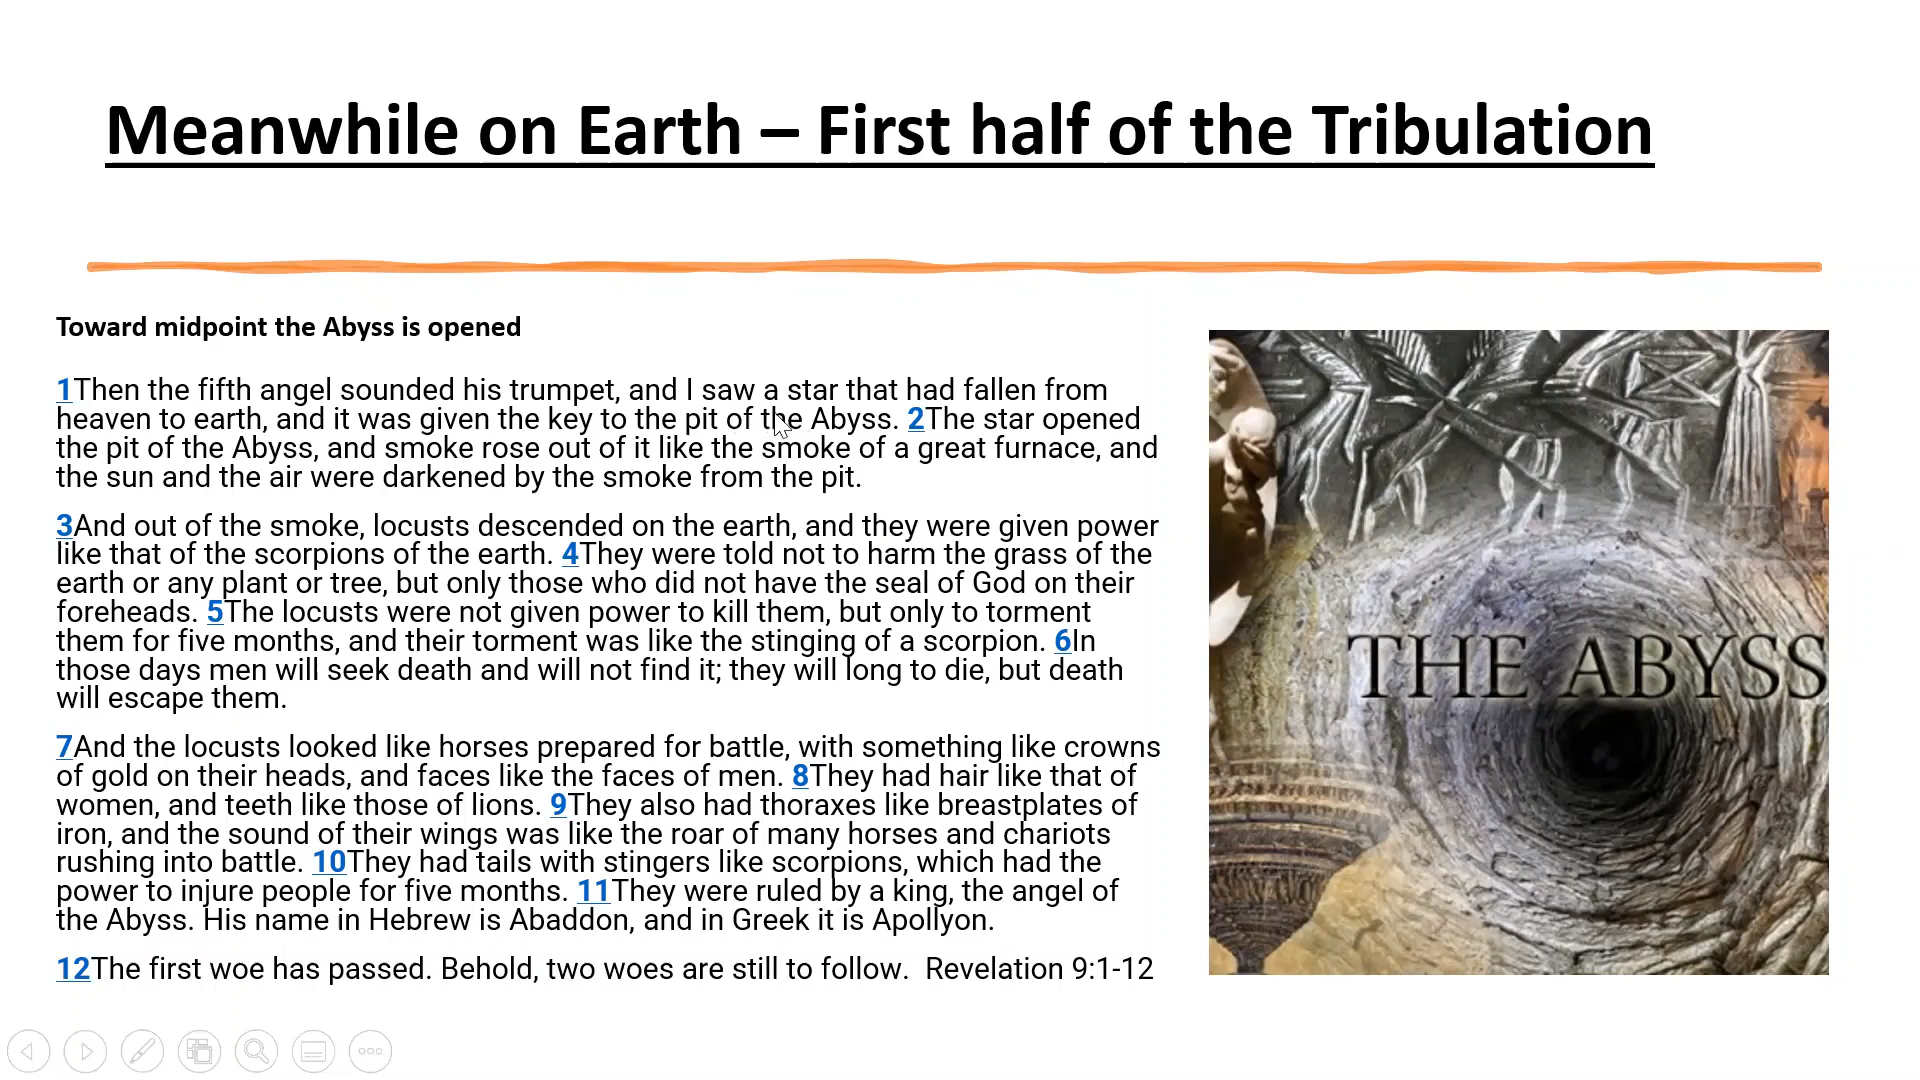 Meanwhile on Earth – First half of the Tribulation
Toward midpoint the Abyss is opened
1Then the fifth angel sounded his trumpet, and I saw a star that had fallen from
heaven to earth, and it was given the key to the pit of the Abyss. 2The star opened
the pit of the Abyss, and smoke rose out of it like the smoke of a great furnace, and
the sun and the air were darkened by the smoke from the pit.
3And out of the smoke, locusts descended on the earth, and they were given power
like that of the scorpions of the earth. 4They were told not to harm the grass of the
earth or any plant or tree, but only those who did not have the seal of God on their
foreheads. 5The locusts were not given power to kill them, but only to torment
them for five months, and their torment was like the stinging of a scorpion. 6In
those days men will seek death and will not find it; they will long to die, but death
will escape them.
7And the locusts looked like horses prepared for battle, with something like crowns
of gold on their heads, and faces like the faces of men. 8They had hair like that of
women, and teeth like those of lions. 9They also had thoraxes like breastplates of
iron, and the sound of their wings was like the roar of many horses and chariots
rushing into battle. 10They had tails with stingers like scorpions, which had the
power to injure people for five months. 11They were ruled by a king, the angel of
the Abyss. His name in Hebrew is Abaddon, and in Greek it is Apollyon.
12The first woe has passed. Behold, two woes are still to follow.  Revelation 9:1-12
THE ABYSS